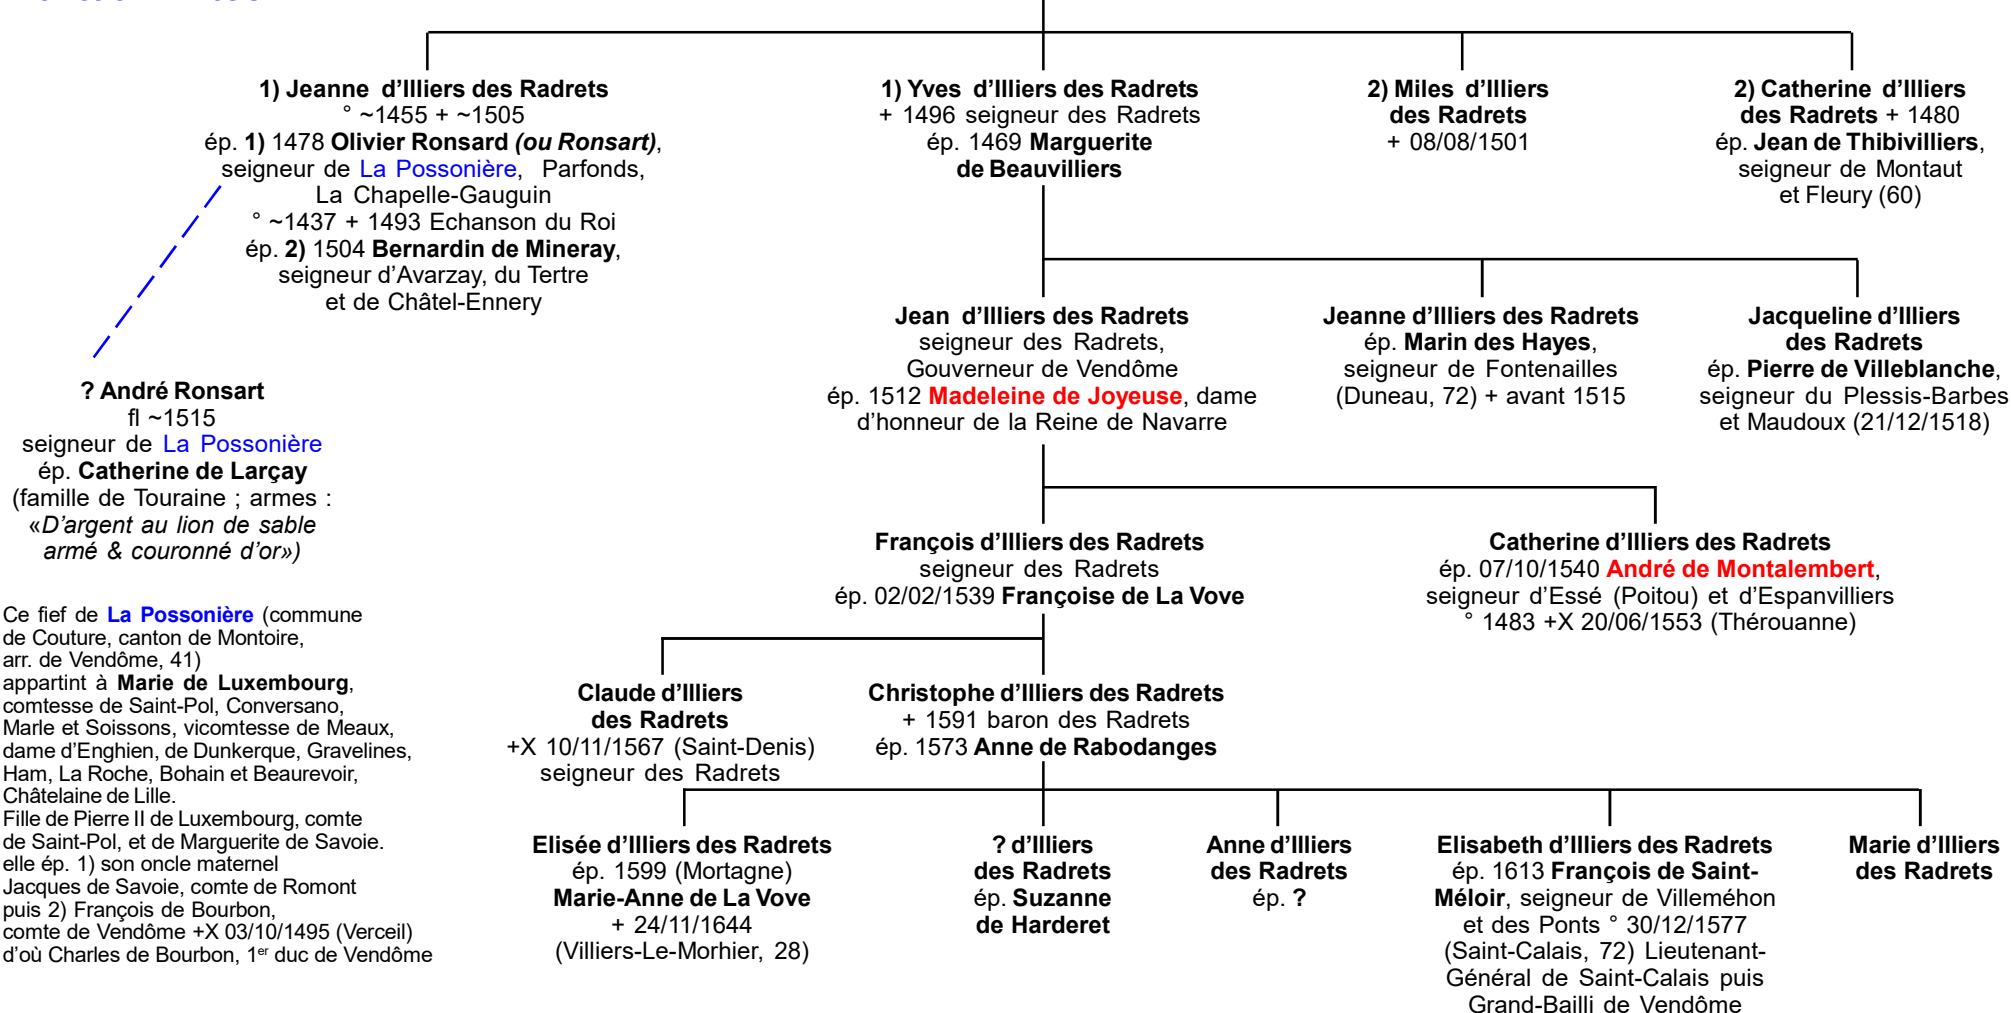 1) Jeanne d’Illiers des Radrets
° ~1455 + ~1505
ép. 1) 1478 Olivier Ronsard (ou Ronsart),
seigneur de La Possonière, Parfonds,
La Chapelle-Gauguin
° ~1437 + 1493 Echanson du Roi
ép. 2) 1504 Bernardin de Mineray,
seigneur d’Avarzay, du Tertre
et de Châtel-Ennery
1) Yves d’Illiers des Radrets
+ 1496 seigneur des Radrets
ép. 1469 Marguerite
de Beauvilliers
2) Miles d’Illiers
des Radrets
+ 08/08/1501
2) Catherine d’Illiers
des Radrets + 1480
ép. Jean de Thibivilliers,
seigneur de Montaut
et Fleury (60)
Jean d’Illiers des Radrets
seigneur des Radrets,
Gouverneur de Vendôme
ép. 1512 Madeleine de Joyeuse, dame
d’honneur de la Reine de Navarre
Jeanne d’Illiers des Radrets
ép. Marin des Hayes,
seigneur de Fontenailles
(Duneau, 72) + avant 1515
Jacqueline d’Illiers
des Radrets
ép. Pierre de Villeblanche,
seigneur du Plessis-Barbes
et Maudoux (21/12/1518)
? André Ronsart
fl ~1515
seigneur de La Possonière
ép. Catherine de Larçay
(famille de Touraine ; armes :
«D’argent au lion de sable
armé & couronné d’or»)
François d’Illiers des Radrets
seigneur des Radrets
ép. 02/02/1539 Françoise de La Vove
Catherine d’Illiers des Radrets
ép. 07/10/1540 André de Montalembert,
seigneur d’Essé (Poitou) et d’Espanvilliers
° 1483 +X 20/06/1553 (Thérouanne)
Ce fief de La Possonière (commune
de Couture, canton de Montoire,
arr. de Vendôme, 41)
appartint à Marie de Luxembourg,
comtesse de Saint-Pol, Conversano,
Marle et Soissons, vicomtesse de Meaux,
dame d’Enghien, de Dunkerque, Gravelines,
Ham, La Roche, Bohain et Beaurevoir,
Châtelaine de Lille.
Fille de Pierre II de Luxembourg, comte
de Saint-Pol, et de Marguerite de Savoie.
elle ép. 1) son oncle maternel
Jacques de Savoie, comte de Romont
puis 2) François de Bourbon,
comte de Vendôme +X 03/10/1495 (Verceil)
d’où Charles de Bourbon, 1er duc de Vendôme
Claude d’Illiers
des Radrets
+X 10/11/1567 (Saint-Denis)
seigneur des Radrets
Christophe d’Illiers des Radrets
+ 1591 baron des Radrets
ép. 1573 Anne de Rabodanges
Elisée d’Illiers des Radrets
ép. 1599 (Mortagne)
Marie-Anne de La Vove
+ 24/11/1644
(Villiers-Le-Morhier, 28)
? d’Illiers
des Radrets
ép. Suzanne
de Harderet
Anne d’Illiers
des Radrets
ép. ?
Elisabeth d’Illiers des Radrets
ép. 1613 François de Saint-
Méloir, seigneur de Villeméhon
et des Ponts ° 30/12/1577
(Saint-Calais, 72) Lieutenant-
Général de Saint-Calais puis
Grand-Bailli de Vendôme
Marie d’Illiers
des Radrets